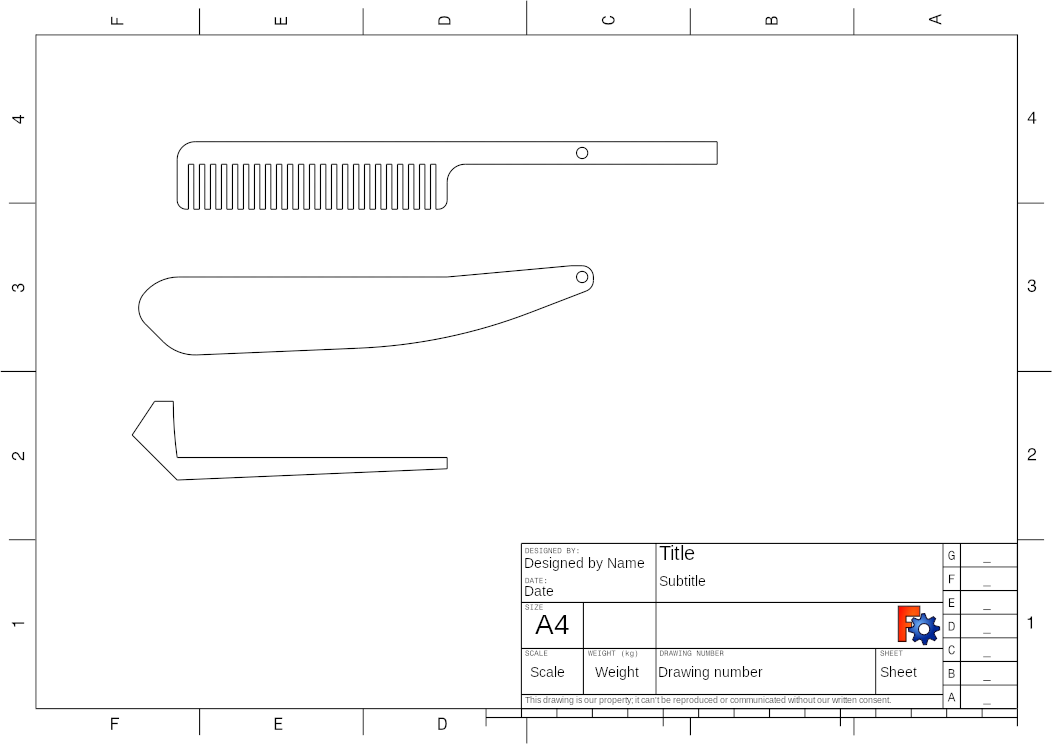 F E D C B A
4 4
3 3
2 2
1 1
DESIGNED BY:
Designed by Name
DATE:
Date
Title
Subtitle
SIZE
A4
SCALE
Scale
WEIGHT (kg)
Weight
DRAWING NUMBER
Drawing number
SHEET
Sheet
G _
F _
E _
D _
C _
B _
A _
This drawing is our property; it can't be reproduced or communicated without our written consent.
F E D